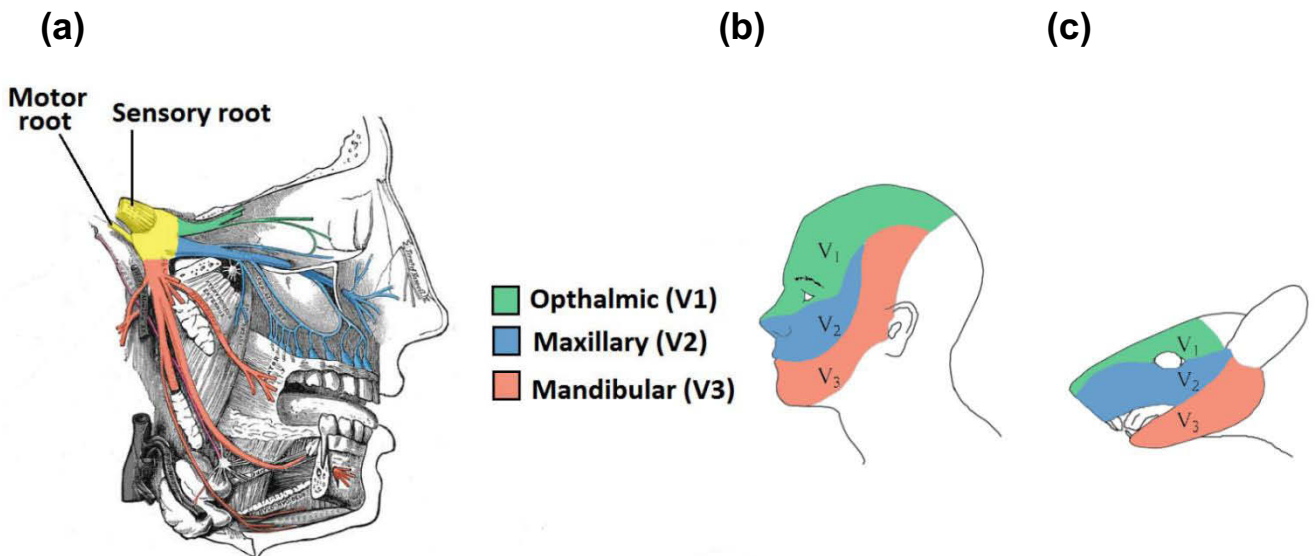 (a)
(b)
(c)
Motor
root
Sensory root
Opthalmic (V1)
Maxillary (V2)
Mandibular (V3)
V1
V2
V3
V1
V2
V3